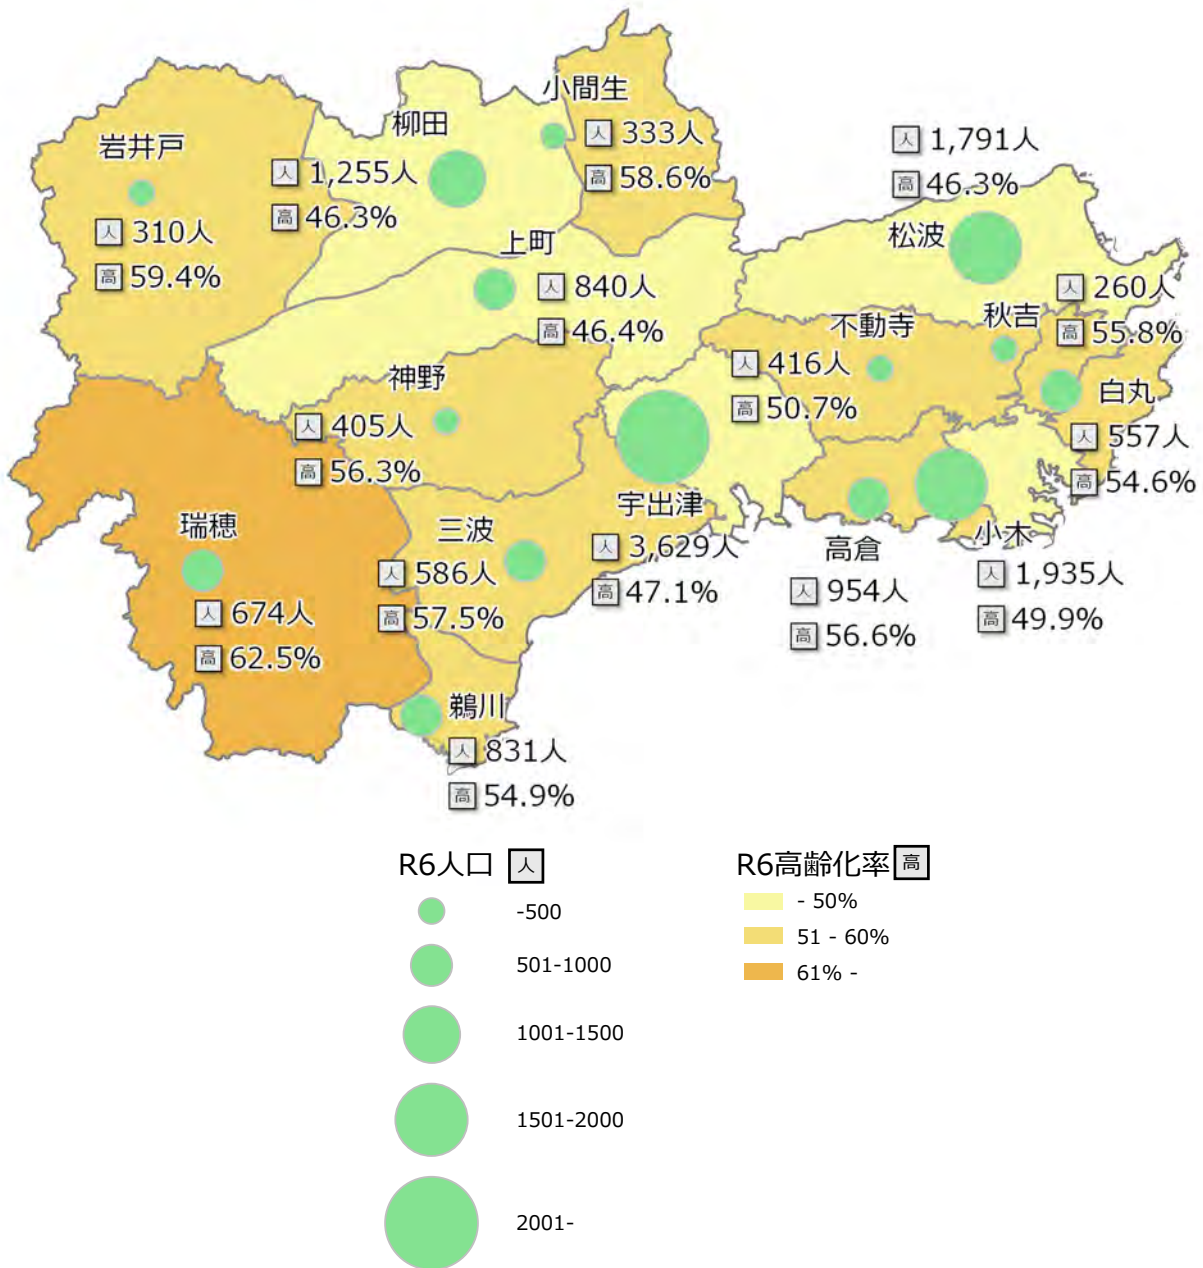 小間生
人 333人
高 58.6%
柳田
人 1,255人
高 46.3%
岩井戸
人 310人
高 59.4%
人 1,791人
高 46.3%
松波
上町
人 840人
高 46.4%
秋吉
人 260人
高 55.8%
不動寺
人 416人
高 50.7%
神野
人 405人
高 56.3%
白丸
人 557人
高 54.6%
宇出津
人 3,629人
高 47.1%
瑞穂
人 674人
高 62.5%
三波
人 586人
高 57.5%
高倉
人 954人
高 56.6%
小木
人 1,935人
高 49.9%
鵜川
人 831人
高 54.9%
R6人口 人
-500
501-1000
1001-1500
1501-2000
2001-
R6高齢化率 高
- 50%
51 - 60%
61% -